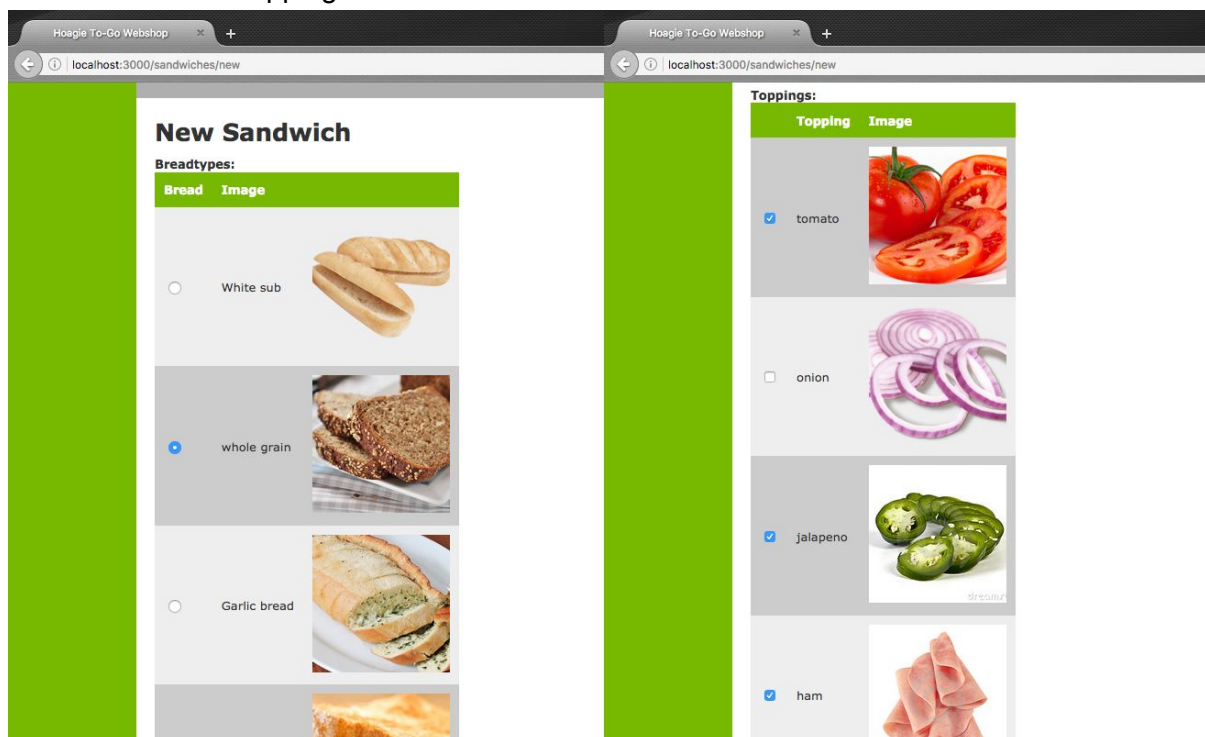 Hoagie To-Go Webshop
localhost:3000/sandwiches/new
New Sandwich
Breadtypes:
Bread Image
White sub
whole grain
Garlic bread
Hoagie To-Go Webshop
localhost:3000/sandwiches/new
Toppings:
Topping Image
tomato
onion
jalapeno
ham